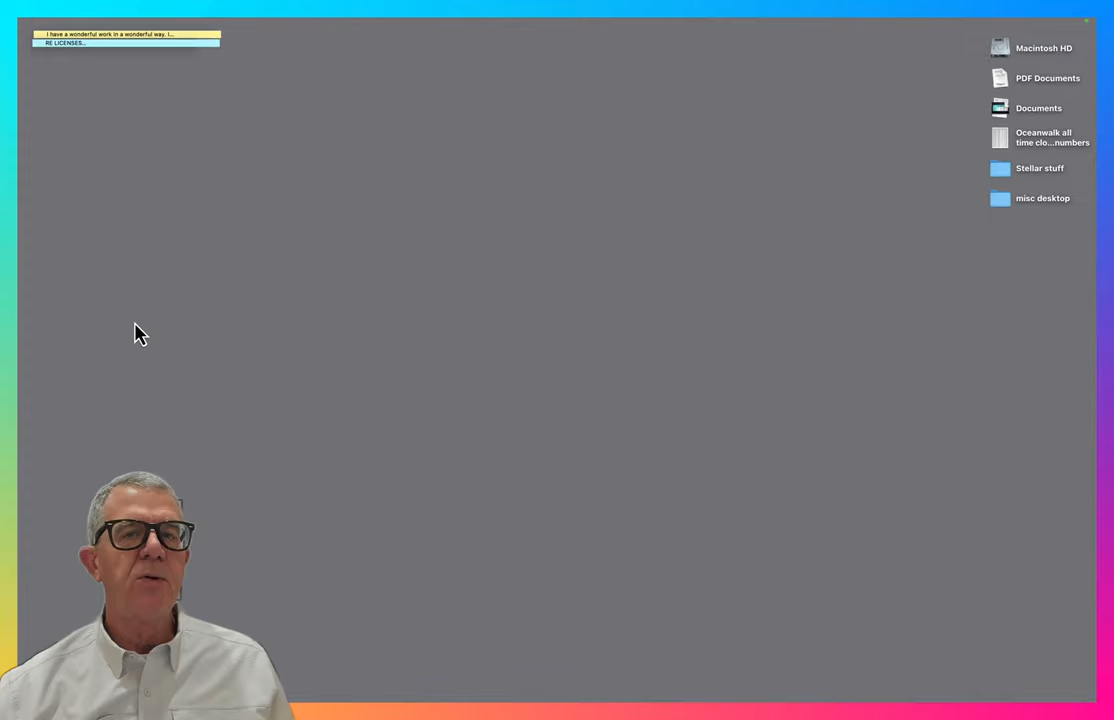 I have a wonderful work in a wonderful way. I...
RE LICENSES...
Macintosh HD
PDF Documents
Documents
Oceanwalk all
time clo...numbers
Stellar stuff
misc desktop